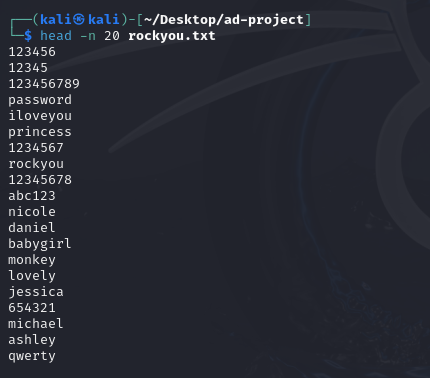 ┌──(kali㉿kali)-[~/Desktop/ad-project]
└─$ head -n 20 rockyou.txt
123456
12345
123456789
password
iloveyou
princess
1234567
rockyou
12345678
abc123
nicole
daniel
babygirl
monkey
lovely
jessica
654321
michael
ashley
qwerty